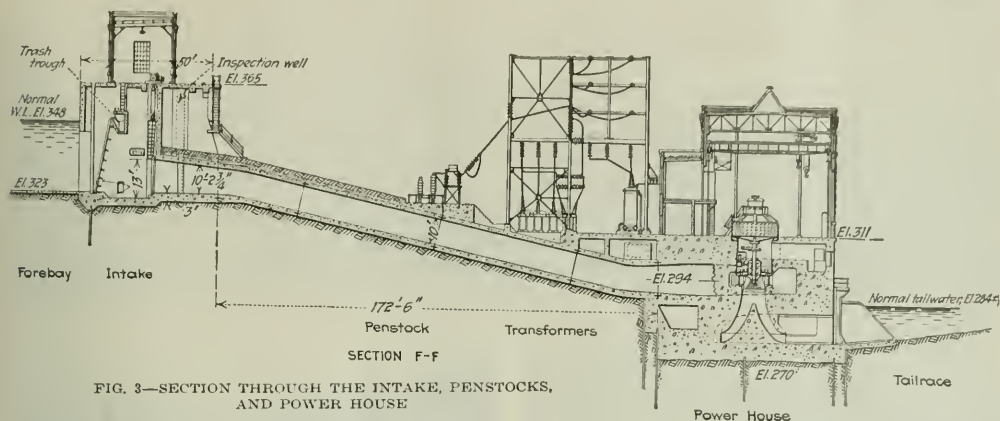 Trash
trough
50'
Inspection well
El.365
Normal
W.L. El.348
El.323
13'
10'-2 3/4"
3'
10'
El.311
El.294
Normal tailwater, El.284±
172'-6"
Forebay
Intake
Penstock
Transformers
SECTION F-F
El.270'
Tailrace
Power House
FIG. 3—SECTION THROUGH THE INTAKE, PENSTOCKS,
AND POWER HOUSE